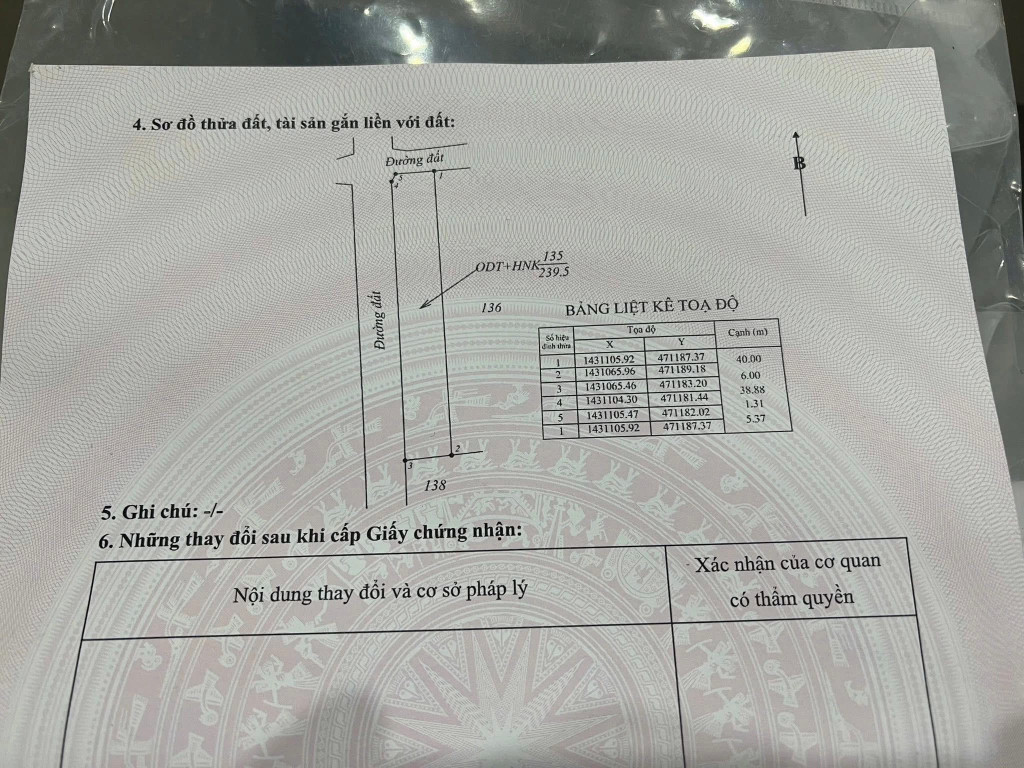 4. Sơ đồ thửa đất, tài sản gắn liền với đất:
Đường đất
B
5
1
4
ODT+HNK 135
239.5
Đường đất
136
BẢNG LIỆT KÊ TOẠ ĐỘ
Số hiệu đỉnh thửa Tọa độ Cạnh (m)
X Y
1 1431105.92 471187.37
40.00
2 1431065.96 471189.18
6.00
3 1431065.46 471183.20
38.88
4 1431104.30 471181.44
1.31
5 1431105.47 471182.02
5.37
1 1431105.92 471187.37
2
3
138
5. Ghi chú: -/-
6. Những thay đổi sau khi cấp Giấy chứng nhận:
Nội dung thay đổi và cơ sở pháp lý
Xác nhận của cơ quan
có thẩm quyền